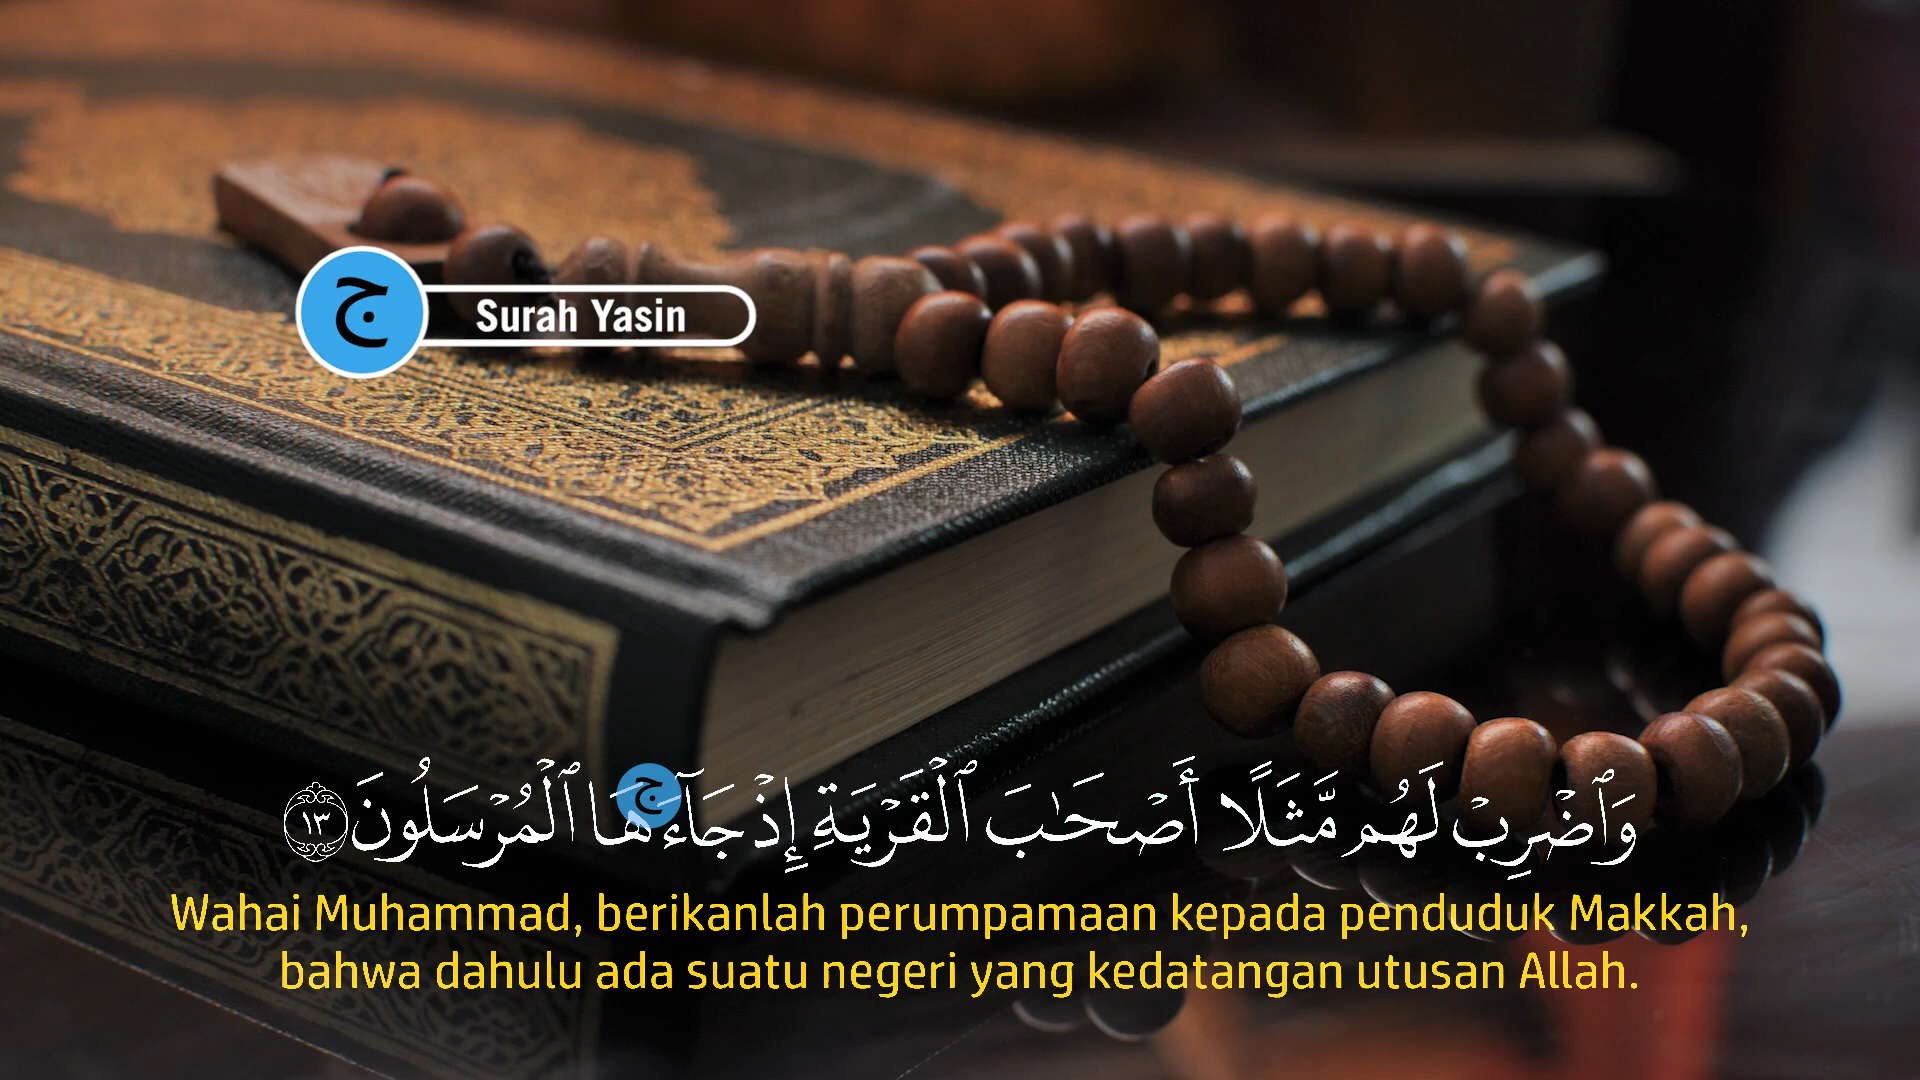 ج
Surah Yasin
ج
وَٱضْرِبْ لَهُم مَّثَلًا أَصْحَٰبَ ٱلْقَرْيَةِ إِذْ جَآءَهَا ٱلْمُرْسَلُونَ ١٣
Wahai Muhammad, berikanlah perumpamaan kepada penduduk Makkah,
bahwa dahulu ada suatu negeri yang kedatangan utusan Allah.